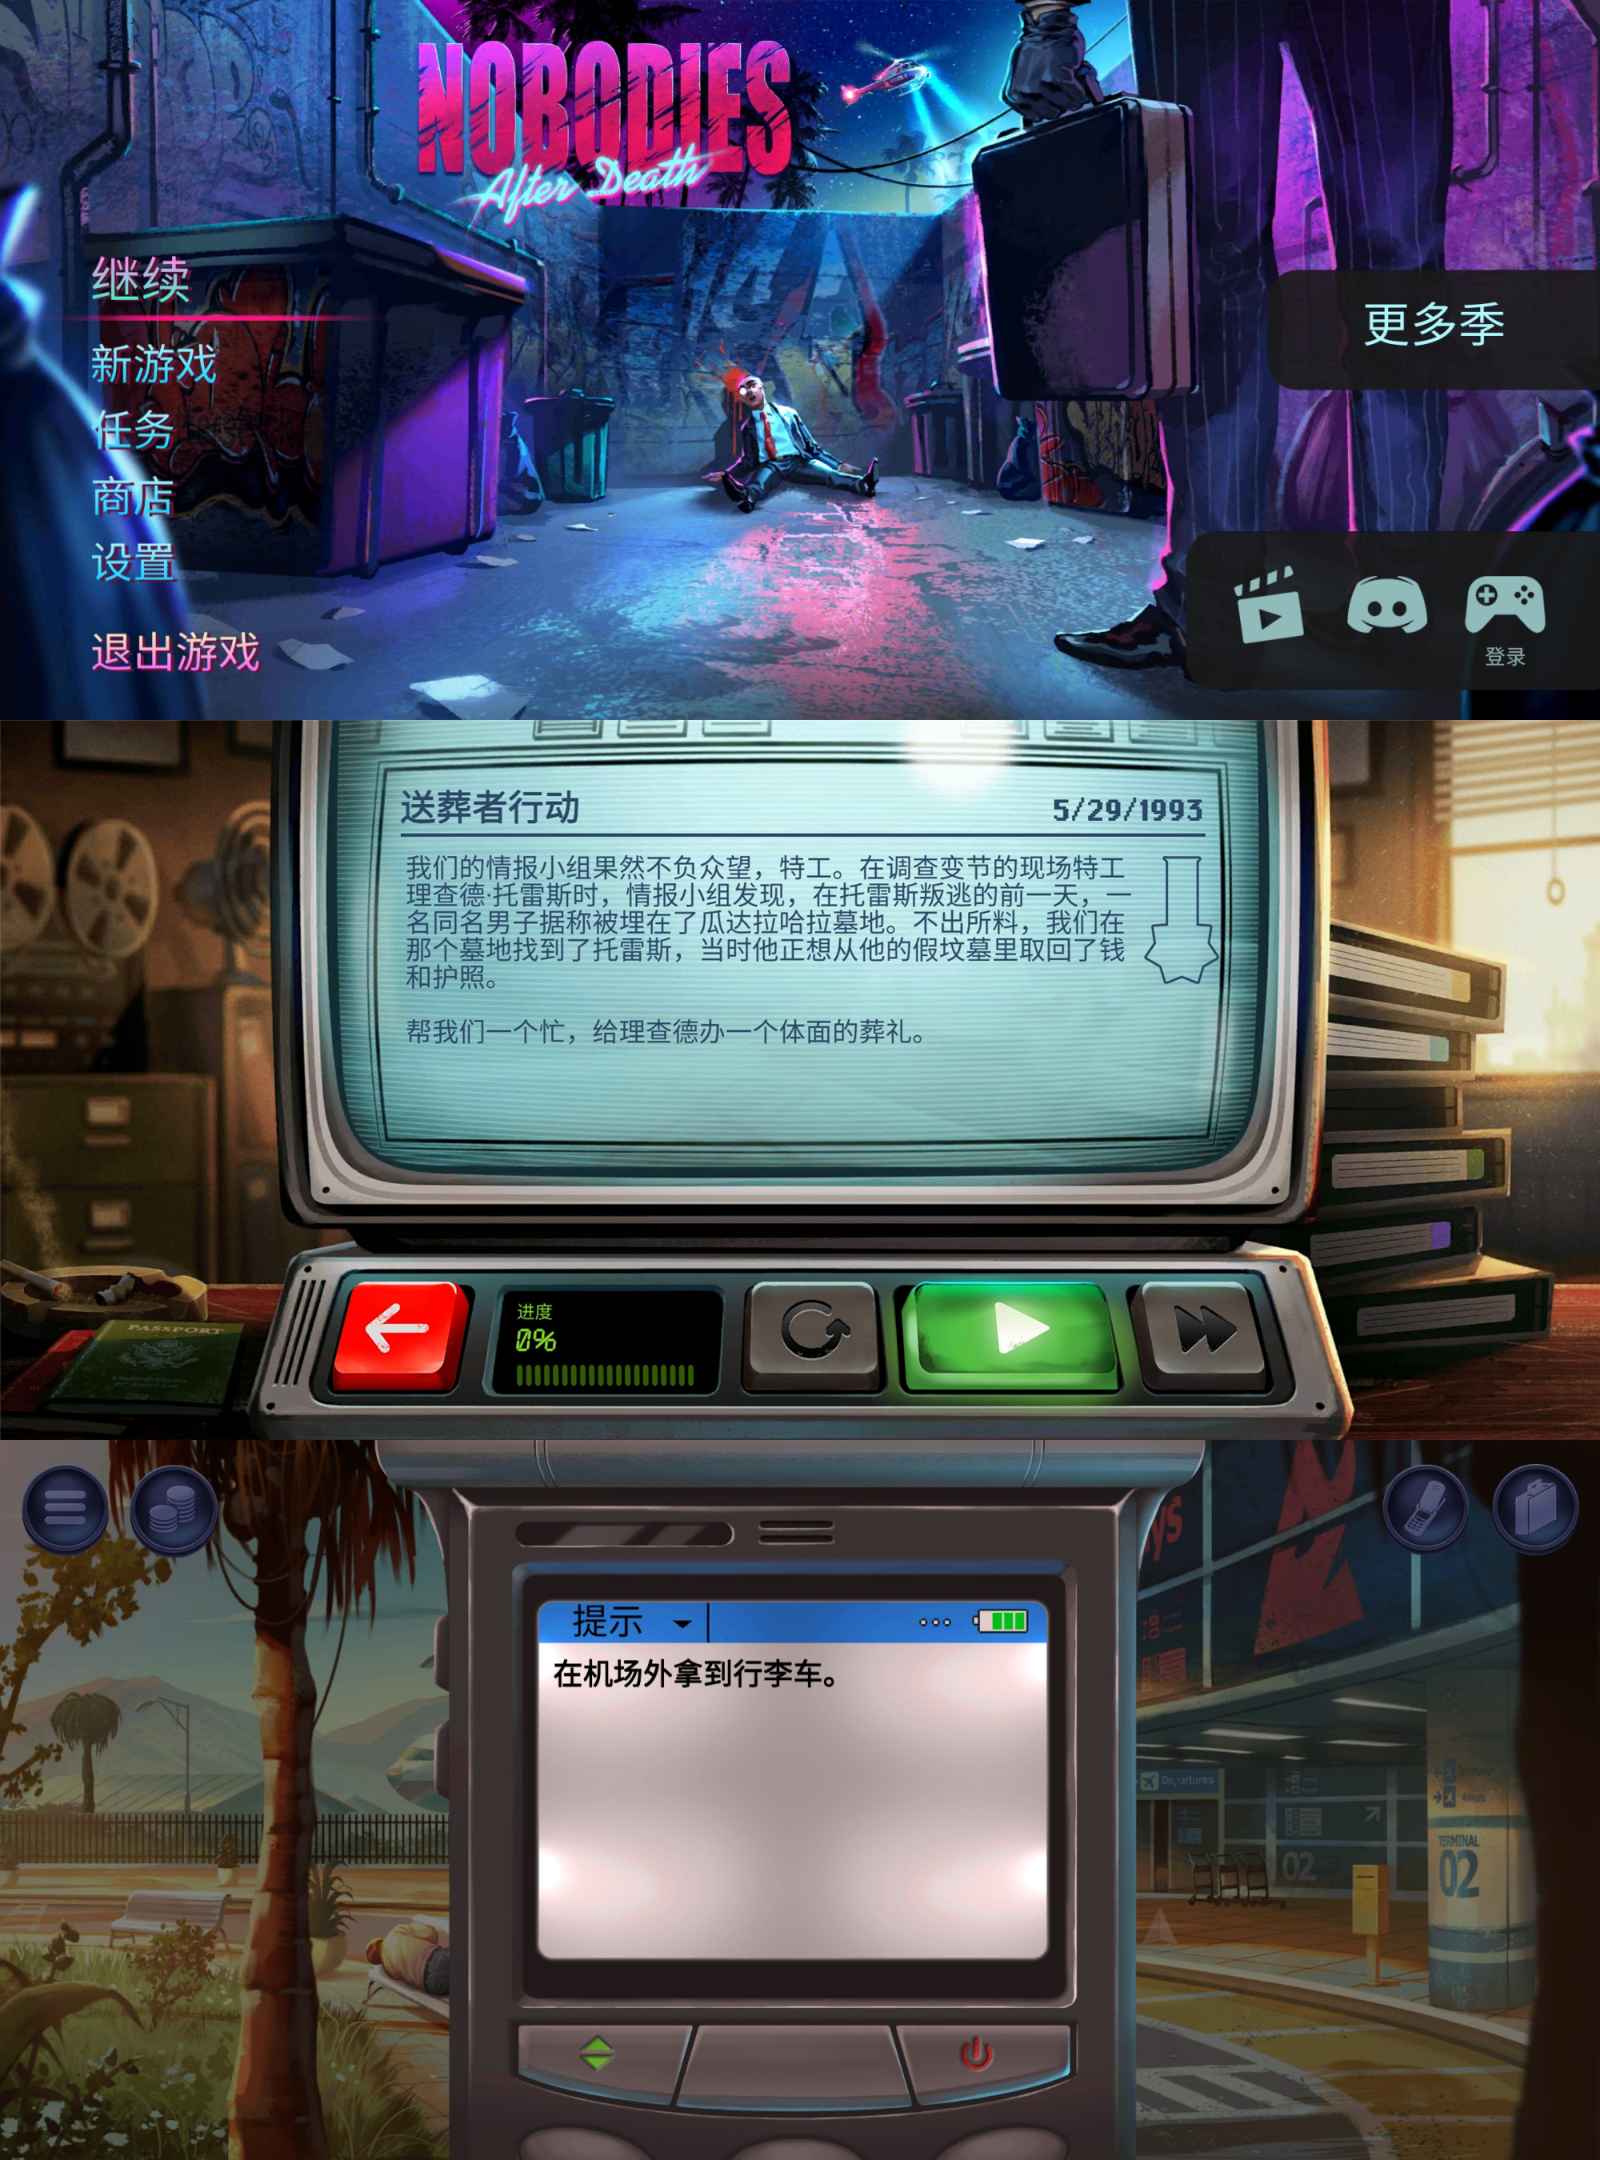 NOBODIES
After Death
继续
新游戏
任务
商店
设置
退出游戏
更多季
登录
送葬者行动
5/29/1993
我们的情报小组果然不负众望，特工。在调查变节的现场特工
理查德·托雷斯时，情报小组发现，在托雷斯叛逃的前一天，一
名同名男子据称被埋在了瓜达拉哈拉墓地。不出所料，我们在
那个墓地找到了托雷斯，当时他正想从他的假坟墓里取回了钱
和护照。
帮我们一个忙，给理查德办一个体面的葬礼。
PASSPORT
进度
0%
提示
在机场外拿到行李车。
Departures
02
TERMINAL
02